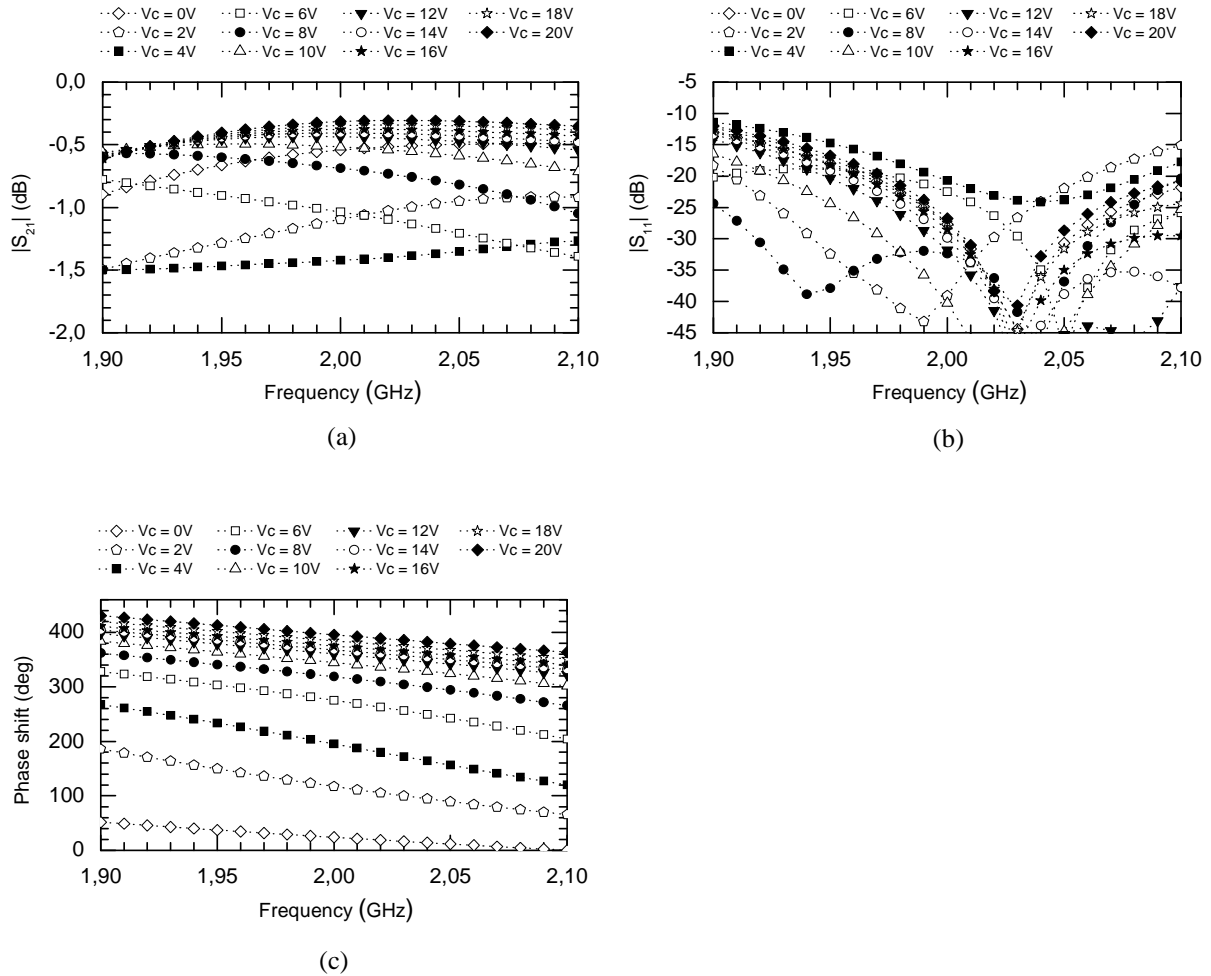 Vc = 0V Vc = 6V Vc = 12V Vc = 18V
Vc = 2V Vc = 8V Vc = 14V Vc = 20V
Vc = 4V Vc = 10V Vc = 16V
0,0
-0,5
-1,0
-1,5
-2,0
|S21| (dB)
1,90 1,95 2,00 2,05 2,10
Frequency (GHz)
(a)
Vc = 0V Vc = 6V Vc = 12V Vc = 18V
Vc = 2V Vc = 8V Vc = 14V Vc = 20V
Vc = 4V Vc = 10V Vc = 16V
-5
-10
-15
-20
-25
-30
-35
-40
-45
|S11| (dB)
1,90 1,95 2,00 2,05 2,10
Frequency (GHz)
(b)
Vc = 0V Vc = 6V Vc = 12V Vc = 18V
Vc = 2V Vc = 8V Vc = 14V Vc = 20V
Vc = 4V Vc = 10V Vc = 16V
400
300
200
100
0
Phase shift (deg)
1,90 1,95 2,00 2,05 2,10
Frequency (GHz)
(c)